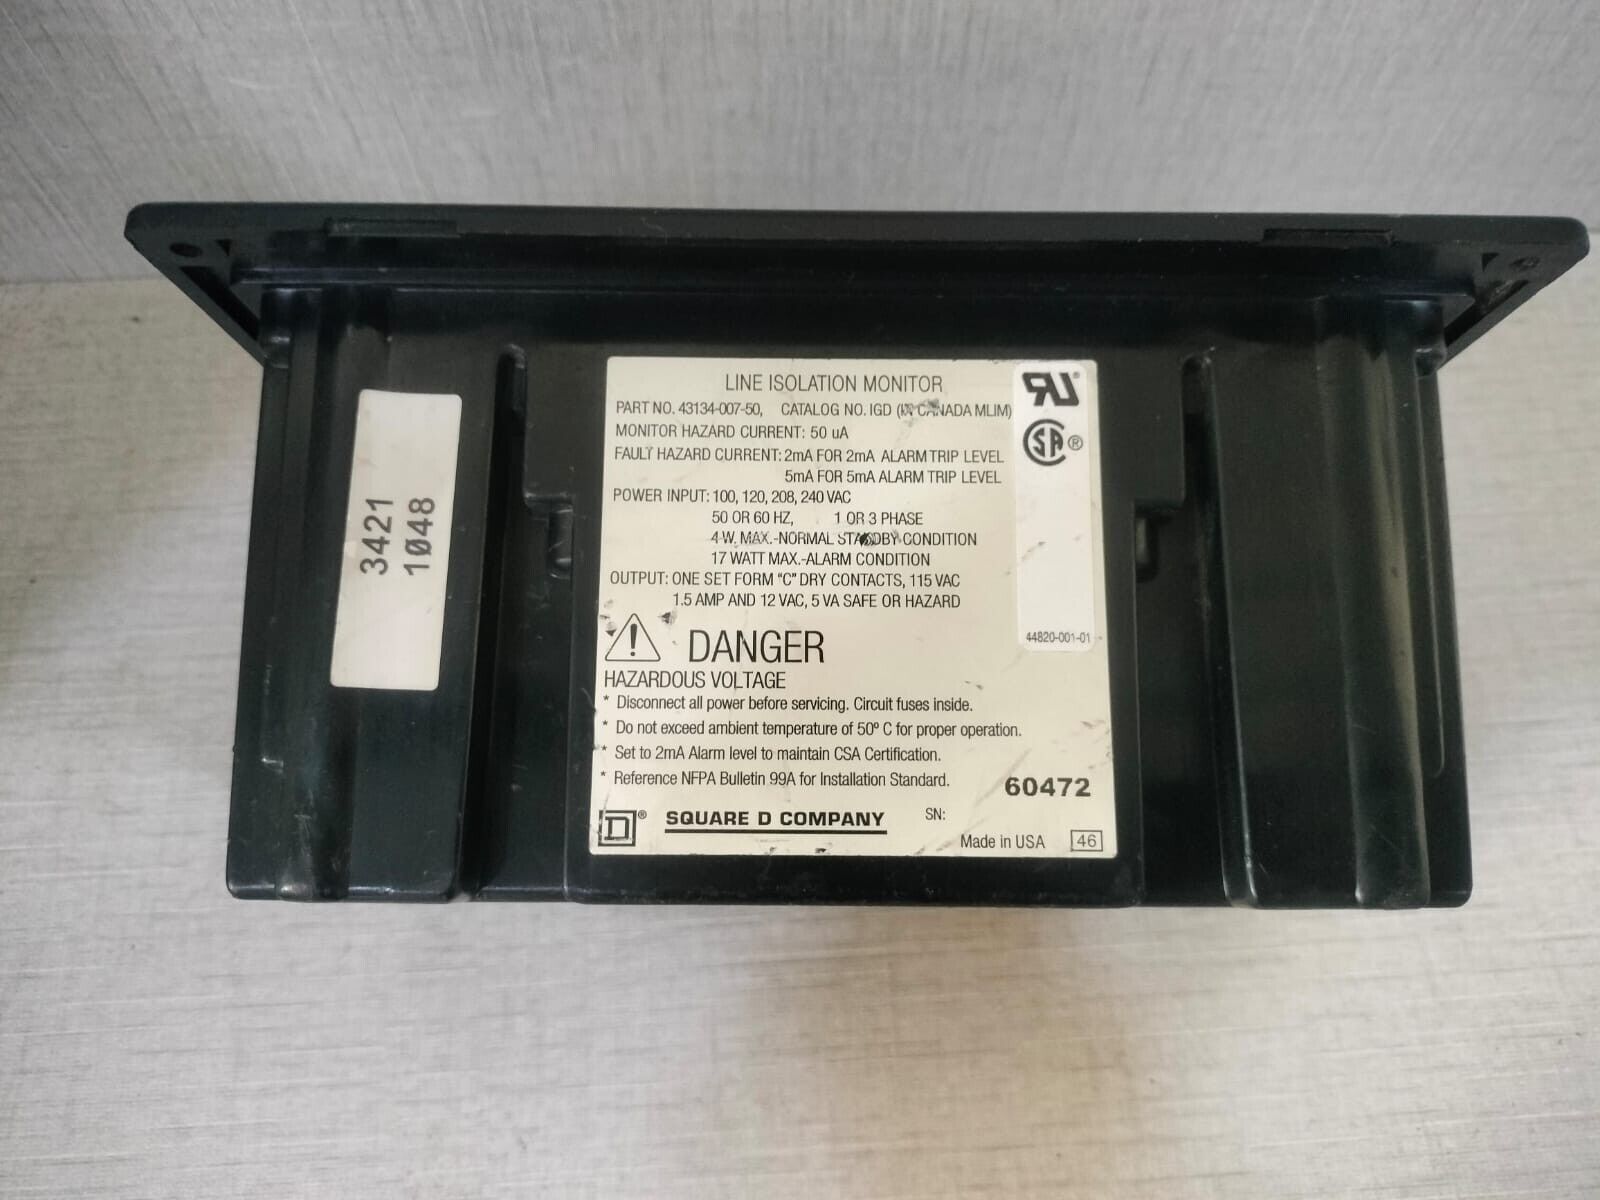 3421
1048
LINE ISOLATION MONITOR
PART NO. 43134-007-50, CATALOG NO. IGD (IN CANADA MLIM)
MONITOR HAZARD CURRENT: 50 uA
FAULT HAZARD CURRENT: 2mA FOR 2mA ALARM TRIP LEVEL
5mA FOR 5mA ALARM TRIP LEVEL
POWER INPUT: 100, 120, 208, 240 VAC
50 OR 60 HZ, 1 OR 3 PHASE
4 W. MAX.-NORMAL STANDBY CONDITION
17 WATT MAX.-ALARM CONDITION
OUTPUT: ONE SET FORM "C" DRY CONTACTS, 115 VAC
1.5 AMP AND 12 VAC, 5 VA SAFE OR HAZARD
RU®
SA®
44820-001-01
DANGER
HAZARDOUS VOLTAGE
* Disconnect all power before servicing. Circuit fuses inside.
* Do not exceed ambient temperature of 50º C for proper operation.
* Set to 2mA Alarm level to maintain CSA Certification.
* Reference NFPA Bulletin 99A for Installation Standard.
60472
D® SQUARE D COMPANY SN:
Made in USA 46